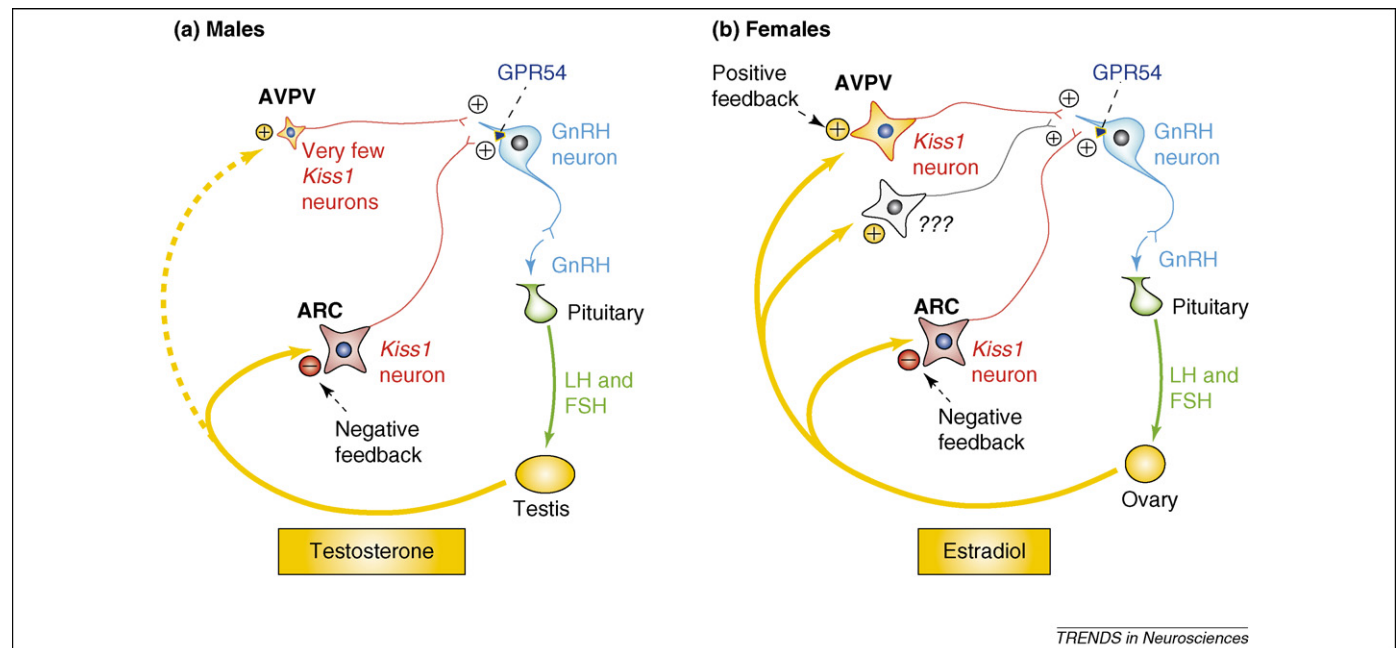 (a) Males
GPR54
AVPV
+
+
GnRH
neuron
Very few
Kiss1
neurons
+
GnRH
ARC
Pituitary
Kiss1
neuron
−
LH and
FSH
Negative
feedback
Testis
Testosterone
(b) Females
Positive
feedback
GPR54
AVPV
+
+
+
GnRH
neuron
Kiss1
neuron
+
???
+
GnRH
ARC
Pituitary
Kiss1
neuron
−
LH and
FSH
Negative
feedback
Ovary
Estradiol
TRENDS in Neurosciences